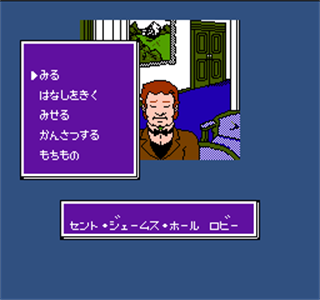 ▶みる
はなしをきく
みせる
かんさつする
もちもの
セント・ジェームス・ホール ロビー